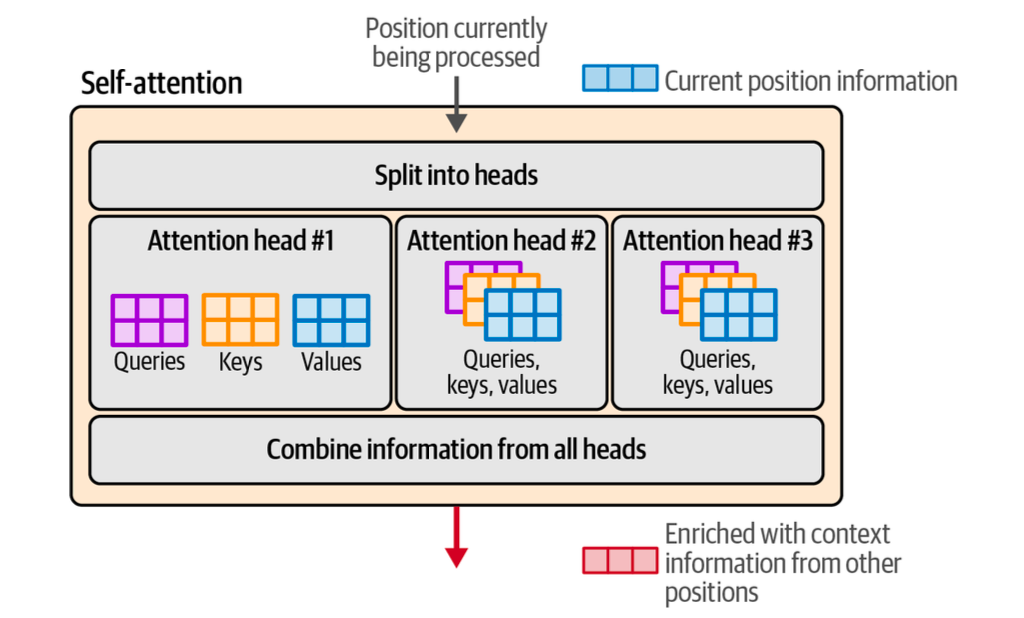 Position currently
being processed
Self-attention
Current position information
Split into heads
Attention head #1
Attention head #2
Attention head #3
Queries
Keys
Values
Queries,
keys, values
Queries,
keys, values
Combine information from all heads
Enriched with context
information from other
positions